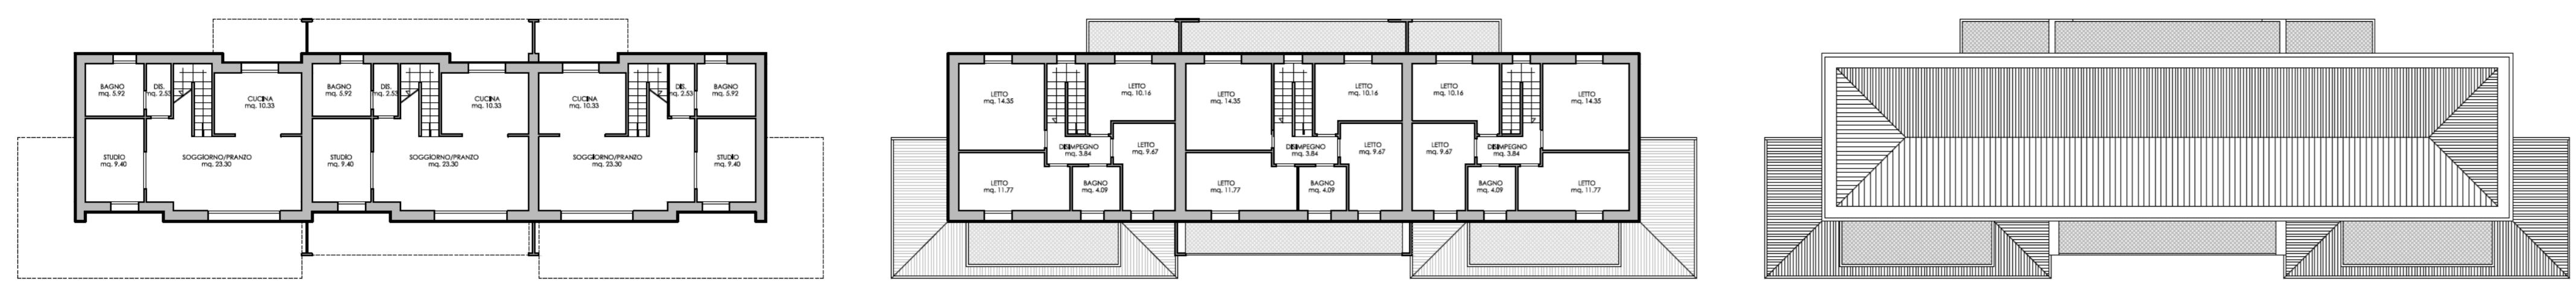 BAGNO
mq. 5.92
DIS.
mq. 2.53
CUCINA
mq. 10.33
STUDIO
mq. 9.40
SOGGIORNO/PRANZO
mq. 23.30
BAGNO
mq. 5.92
DIS.
mq. 2.53
CUCINA
mq. 10.33
STUDIO
mq. 9.40
SOGGIORNO/PRANZO
mq. 23.30
CUCINA
mq. 10.33
DIS.
mq. 2.53
BAGNO
mq. 5.92
SOGGIORNO/PRANZO
mq. 23.30
STUDIO
mq. 9.40
LETTO
mq. 14.35
LETTO
mq. 10.16
DISIMPEGNO
mq. 3.84
LETTO
mq. 9.67
LETTO
mq. 11.77
BAGNO
mq. 4.09
LETTO
mq. 14.35
LETTO
mq. 10.16
DISIMPEGNO
mq. 3.84
LETTO
mq. 9.67
LETTO
mq. 11.77
BAGNO
mq. 4.09
LETTO
mq. 10.16
LETTO
mq. 14.35
LETTO
mq. 9.67
DISIMPEGNO
mq. 3.84
BAGNO
mq. 4.09
LETTO
mq. 11.77